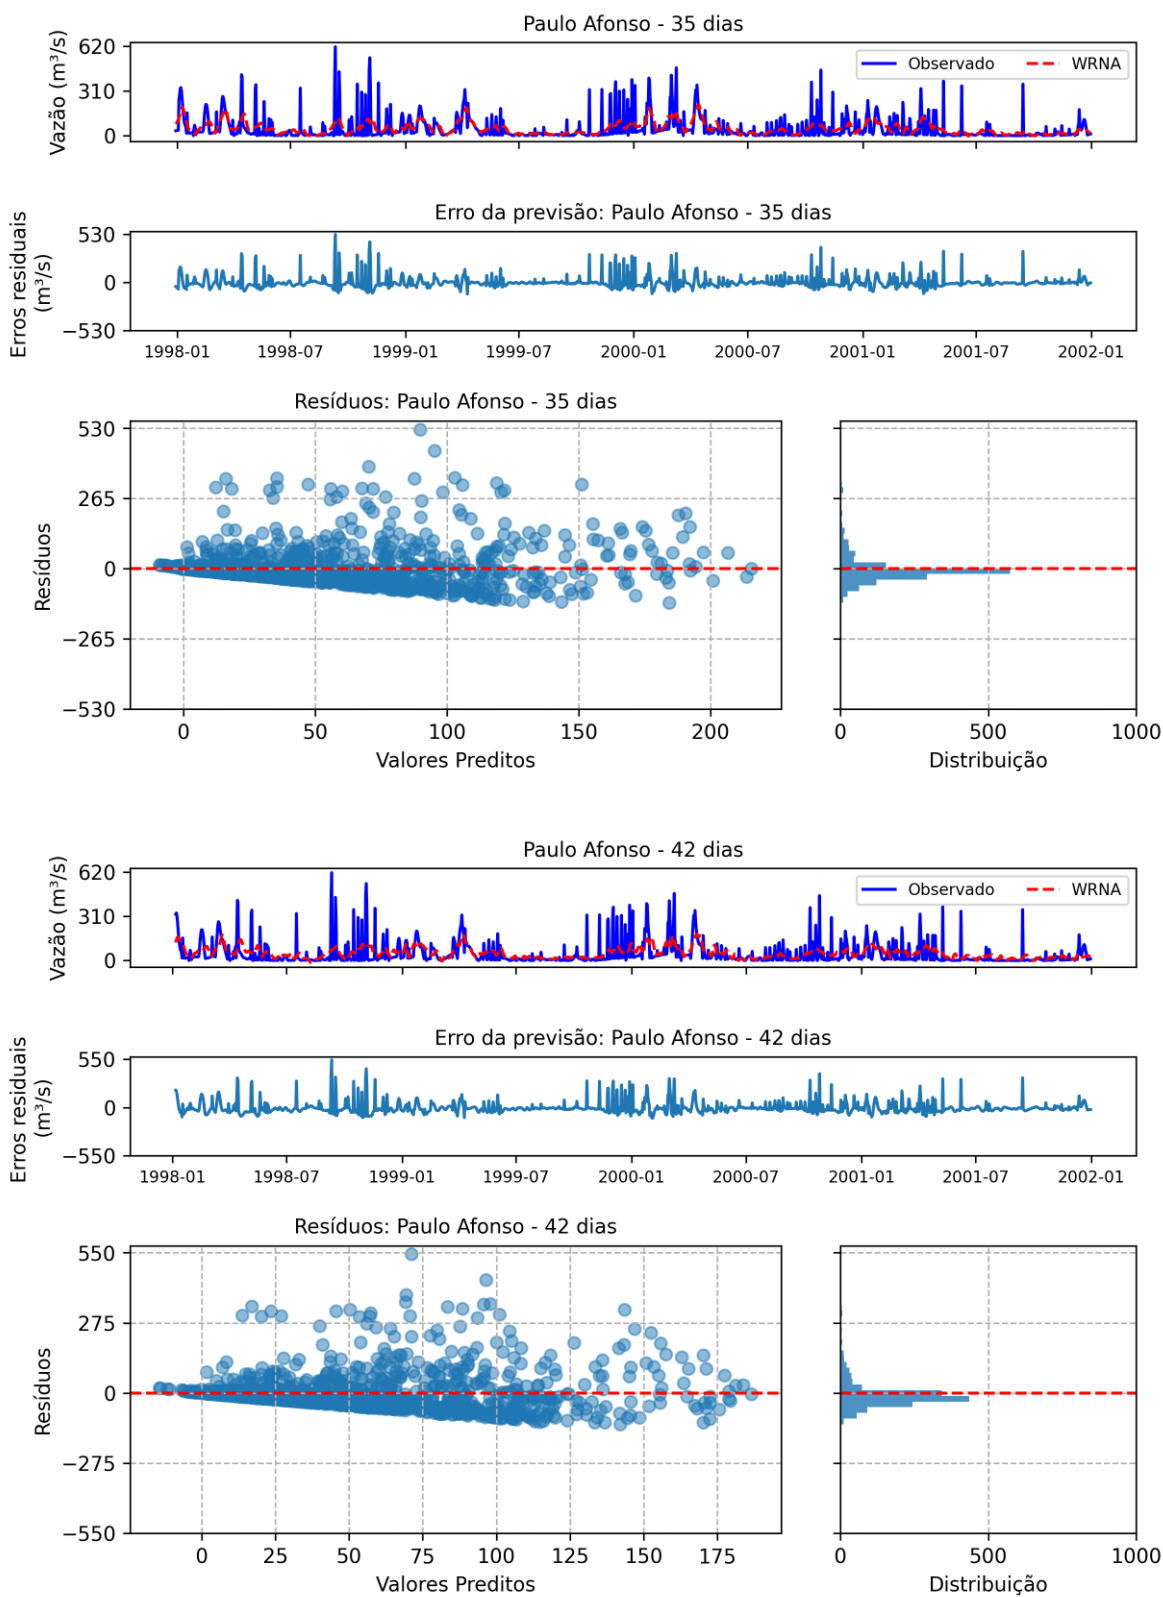 Paulo Afonso - 35 dias
Vazão (m³/s)
620
310
0
Observado
WRNA
Erro da previsão: Paulo Afonso - 35 dias
Erros residuais
(m³/s)
530
0
−530
1998-01
1998-07
1999-01
1999-07
2000-01
2000-07
2001-01
2001-07
2002-01
Resíduos: Paulo Afonso - 35 dias
Resíduos
530
265
0
−265
−530
0
50
100
150
200
Valores Preditos
0
500
1000
Distribuição
Paulo Afonso - 42 dias
Vazão (m³/s)
620
310
0
Observado
WRNA
Erro da previsão: Paulo Afonso - 42 dias
Erros residuais
(m³/s)
550
0
−550
1998-01
1998-07
1999-01
1999-07
2000-01
2000-07
2001-01
2001-07
2002-01
Resíduos: Paulo Afonso - 42 dias
Resíduos
550
275
0
−275
−550
0
25
50
75
100
125
150
175
Valores Preditos
0
500
1000
Distribuição